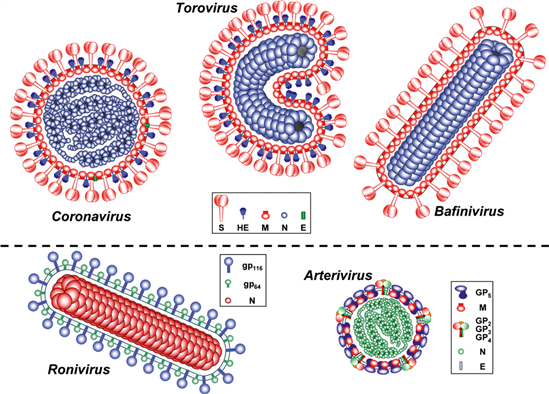 Torovirus
Coronavirus
Bafinivirus
S HE M N E
gp116
gp64
N
Ronivirus
Arterivirus
GP5
M
GP2
GP3
GP4
N
E